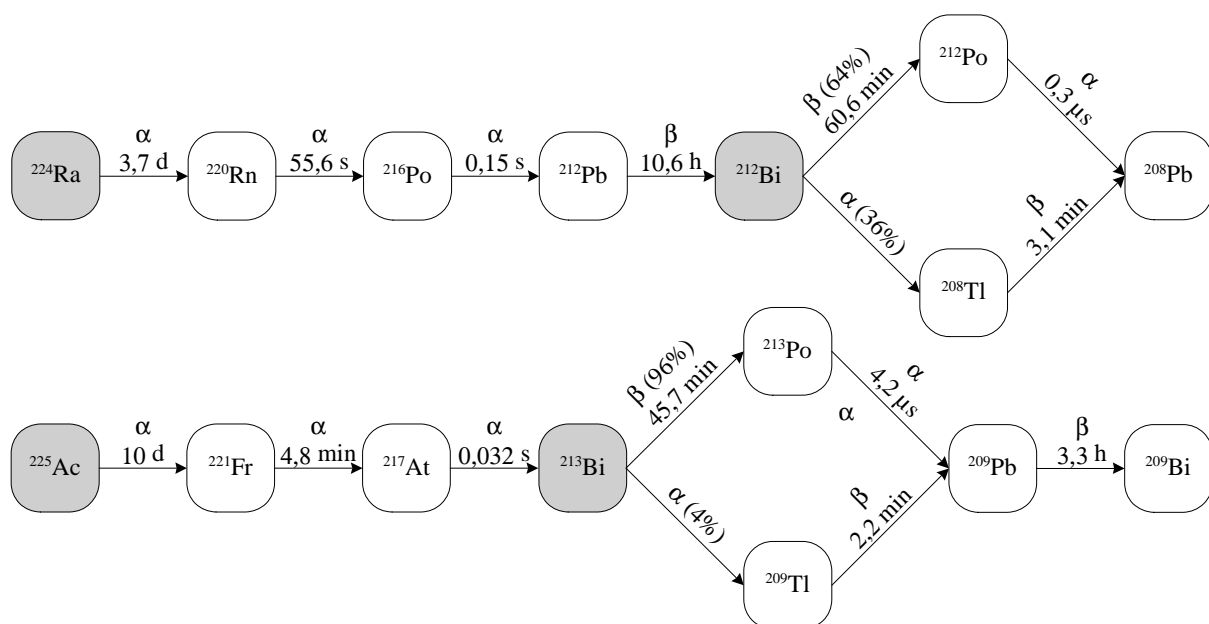 ²¹²Po
β (64%)
60,6 min
α
0,3 μs
²²⁴Ra
α
3,7 d
²²⁰Rn
α
55,6 s
²¹⁶Po
α
0,15 s
²¹²Pb
β
10,6 h
²¹²Bi
²⁰⁸Pb
α (36%)
β
3,1 min
²⁰⁸Tl
²¹³Po
β (96%)
45,7 min
α
4,2 μs
α
²²⁵Ac
α
10 d
²²¹Fr
α
4,8 min
²¹⁷At
α
0,032 s
²¹³Bi
²⁰⁹Pb
β
3,3 h
²⁰⁹Bi
α (4%)
β
2,2 min
²⁰⁹Tl